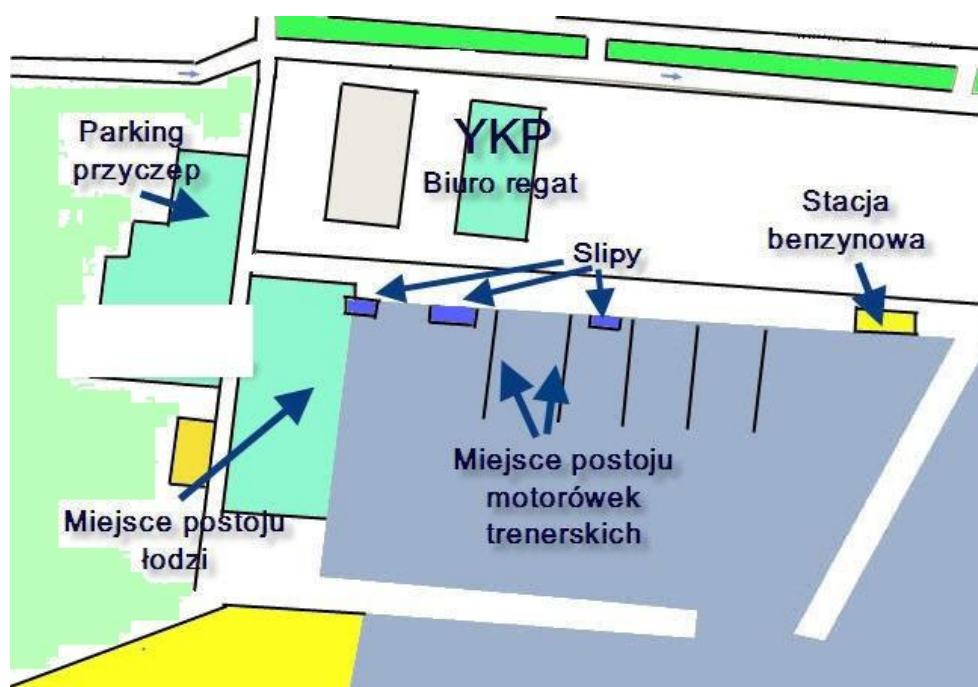 Parking
przyczep
YKP
Biuro regat
Stacja
benzynowa
Slipy
Miejsce postoju
motorówek
trenerskich
Miejsce postoju
łodzi